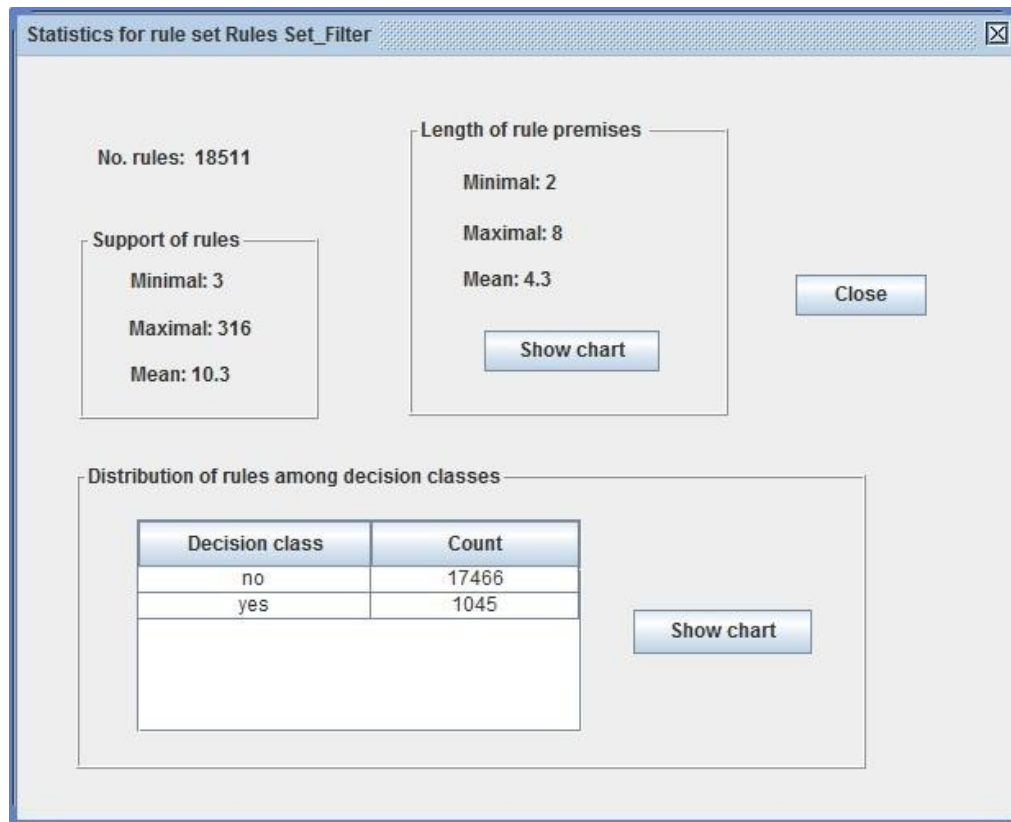 Statistics for rule set Rules Set_Filter
No. rules: 18511
Support of rules
Minimal: 3
Maximal: 316
Mean: 10.3
Length of rule premises
Minimal: 2
Maximal: 8
Mean: 4.3
Show chart
Close
Distribution of rules among decision classes
Decision class Count
no 17466
yes 1045
Show chart